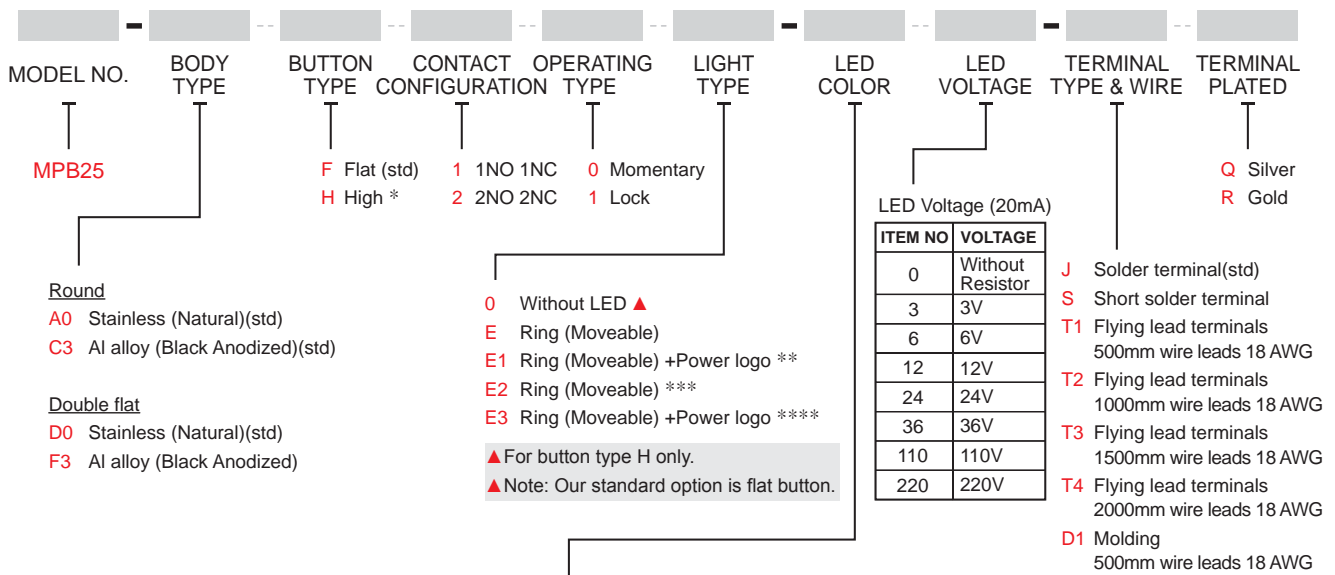 MODEL NO.
BODY
TYPE
BUTTON
TYPE
CONTACT
CONFIGURATION
OPERATING
TYPE
LIGHT
TYPE
LED
COLOR
LED
VOLTAGE
TERMINAL
TYPE & WIRE
TERMINAL
PLATED
MPB25
F Flat (std)
H High *
1 1NO 1NC
2 2NO 2NC
0 Momentary
1 Lock
Q Silver
R Gold
Round
A0 Stainless (Natural)(std)
C3 Al alloy (Black Anodized)(std)
Double flat
D0 Stainless (Natural)(std)
F3 Al alloy (Black Anodized)
0 Without LED ▲
E Ring (Moveable)
E1 Ring (Moveable) +Power logo **
E2 Ring (Moveable) ***
E3 Ring (Moveable) +Power logo ****
▲For button type H only.
▲Note: Our standard option is flat button.
LED Voltage (20mA)
ITEM NO VOLTAGE
0 Without
Resistor
3 3V
6 6V
12 12V
24 24V
36 36V
110 110V
220 220V
J Solder terminal(std)
S Short solder terminal
T1 Flying lead terminals
500mm wire leads 18 AWG
T2 Flying lead terminals
1000mm wire leads 18 AWG
T3 Flying lead terminals
1500mm wire leads 18 AWG
T4 Flying lead terminals
2000mm wire leads 18 AWG
D1 Molding
500mm wire leads 18 AWG